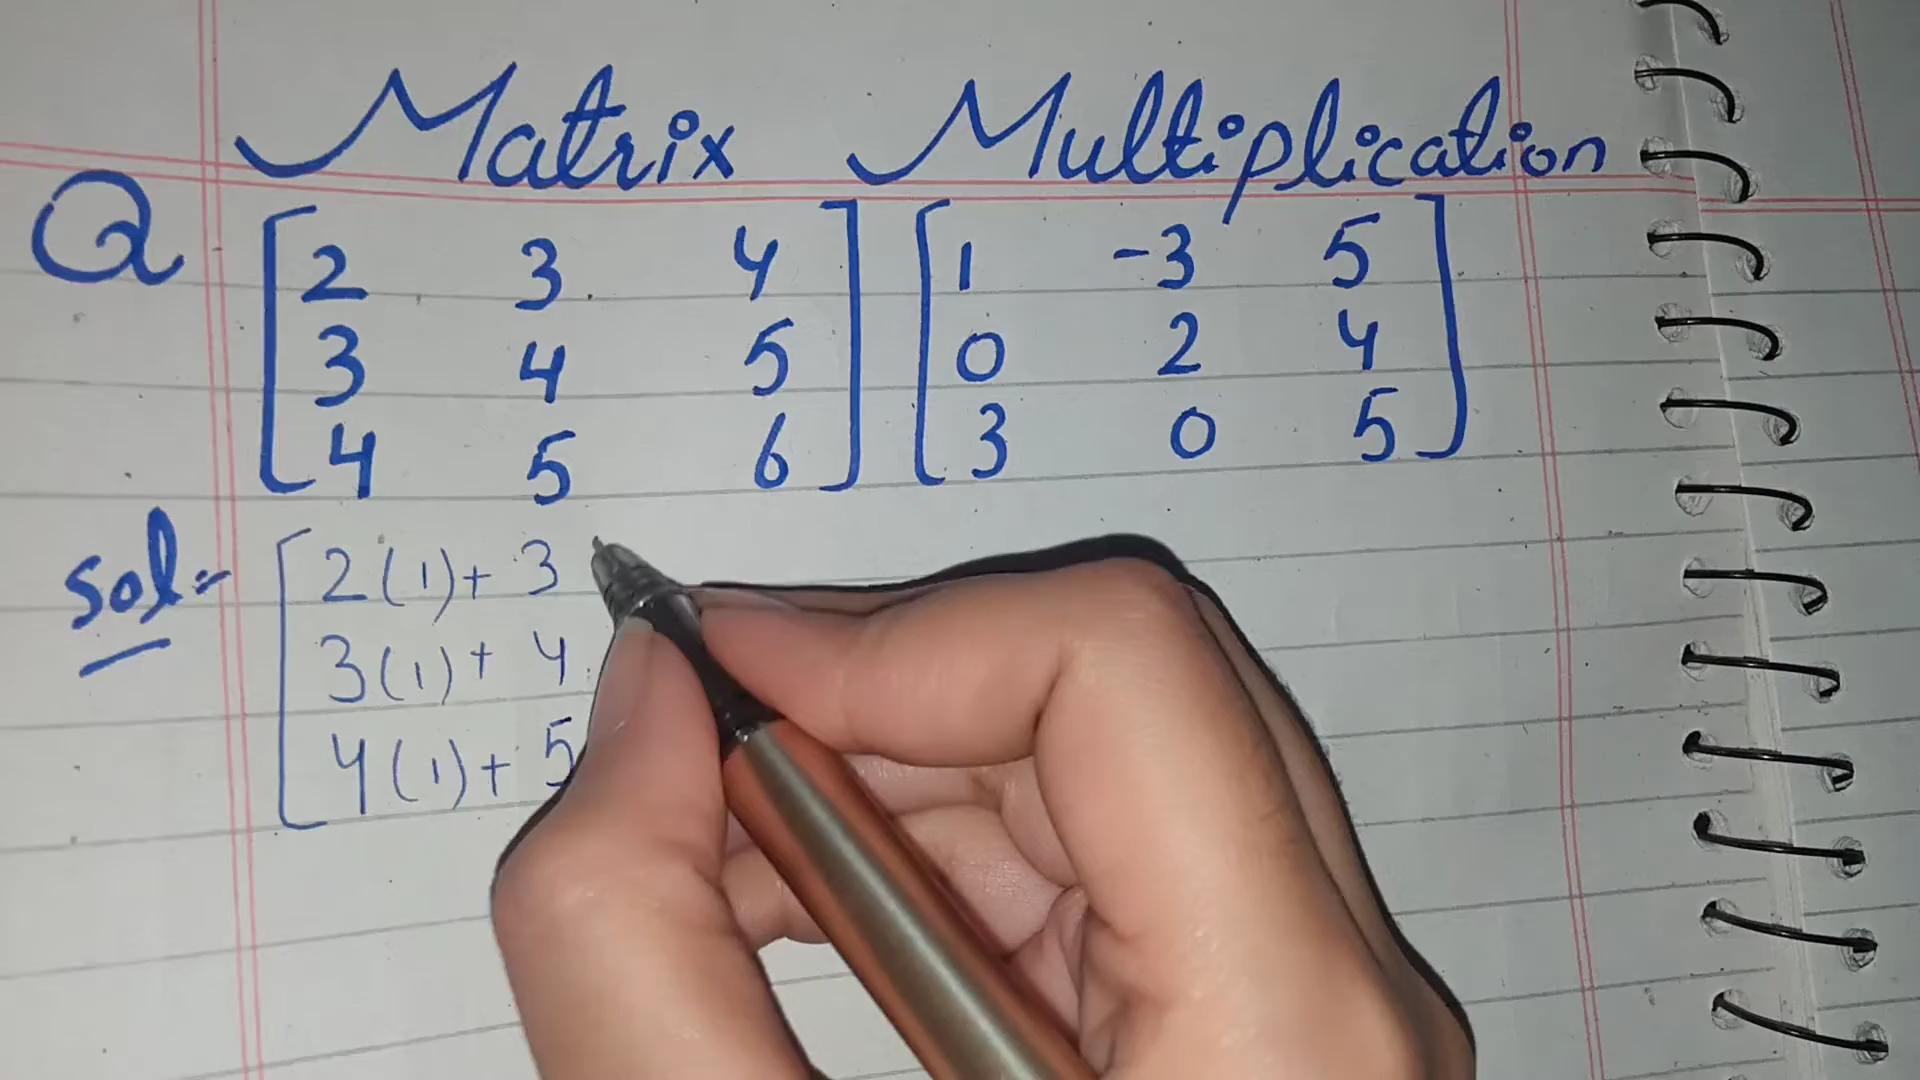 Matrix Multiplication
Q [2 3 4] [1 -3 5]
[3 4 5] [0 2 4]
[4 5 6] [3 0 5]
sol= [2(1)+ 3
3(1)+ 4
4(1)+ 5